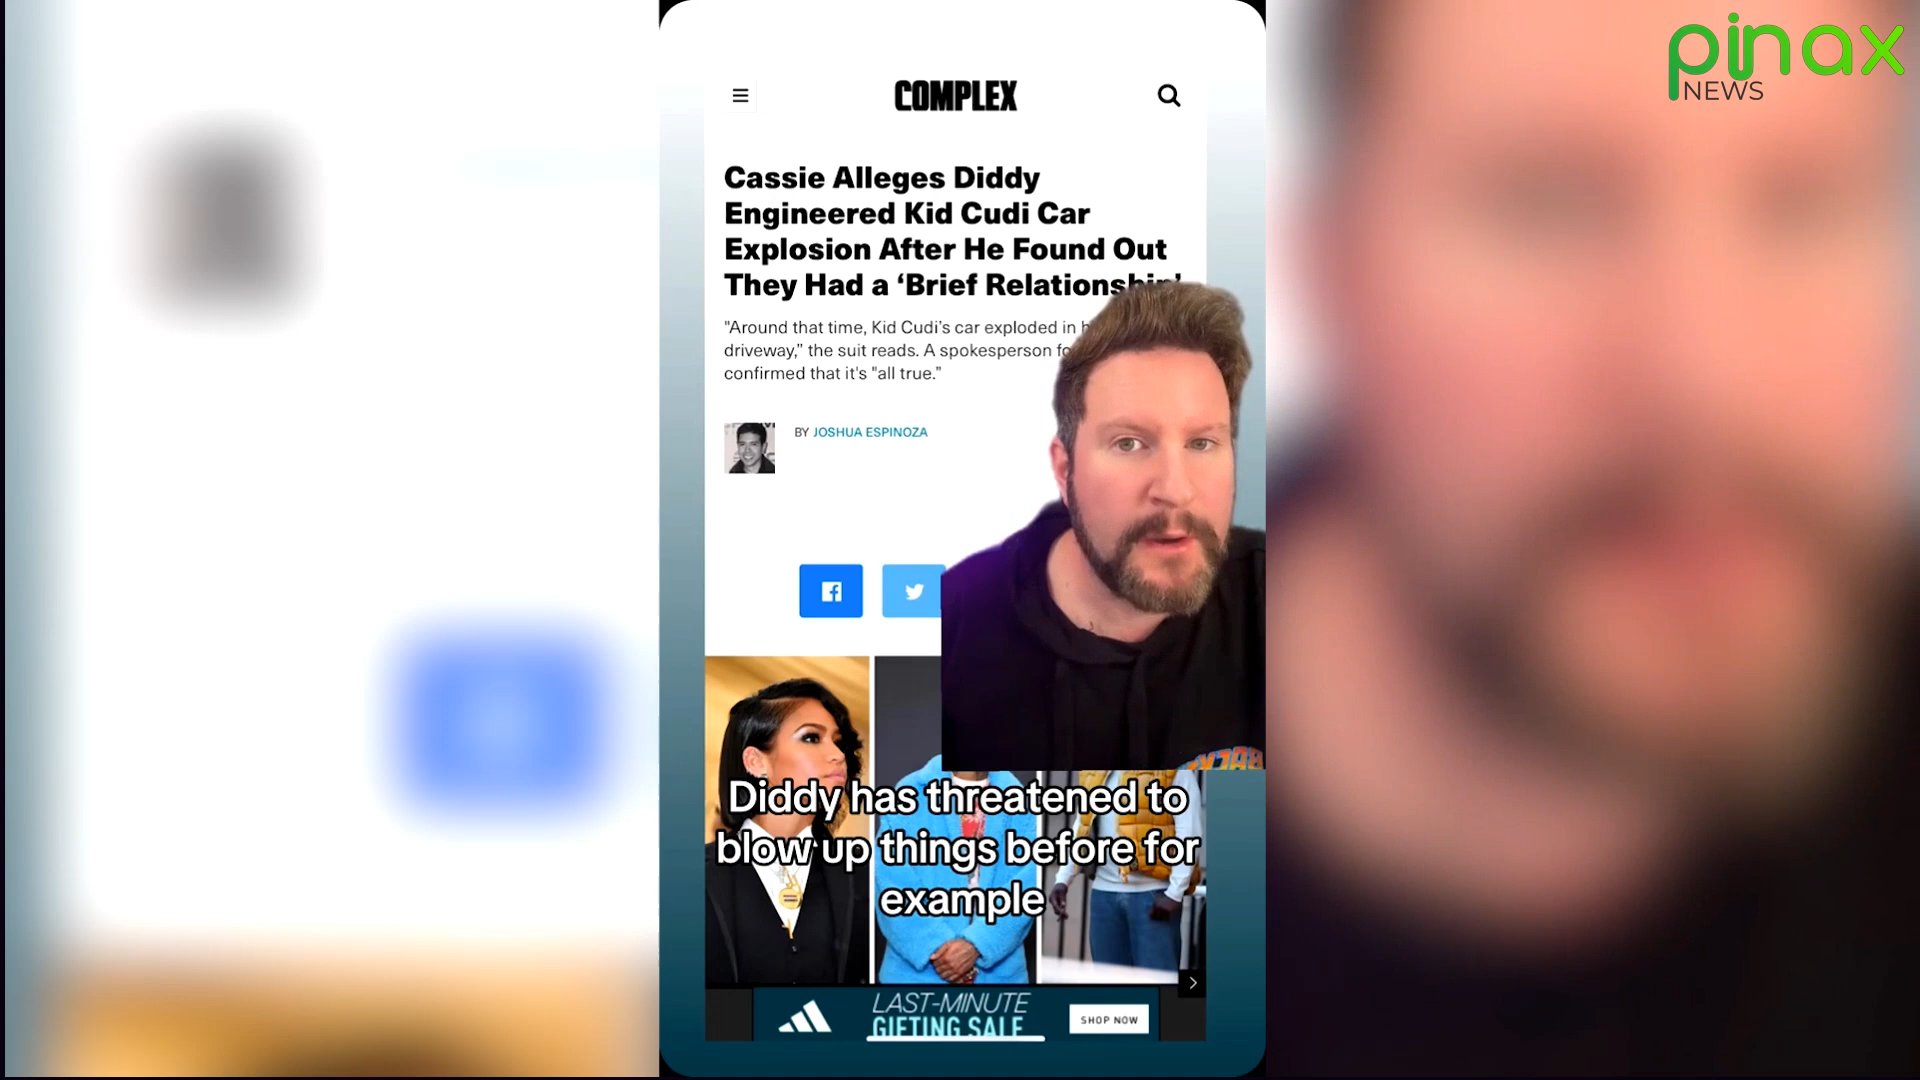 pinax
NEWS
COMPLEX
Cassie Alleges Diddy
Engineered Kid Cudi Car
Explosion After He Found Out
They Had a ‘Brief Relationship’
"Around that time, Kid Cudi’s car exploded in
driveway,” the suit reads. A spokesperson
confirmed that it's "all true.”
BY JOSHUA ESPINOZA
Diddy has threatened to
blow up things before for
example
LAST-MINUTE
GIFTING SALE
SHOP NOW